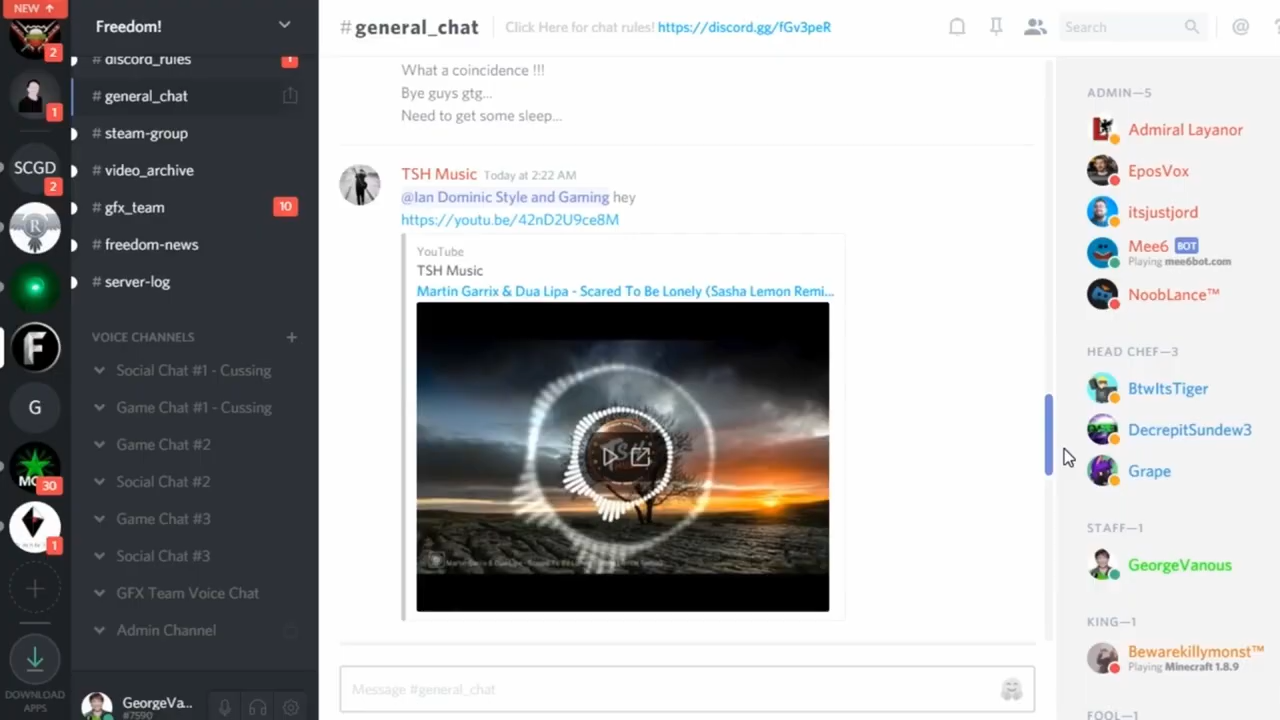 NEW ↑
2
1
SCGD
2
R
F
G
30
1
DOWNLOAD
APPS
Freedom!
# discord_rules
1
# general_chat
# steam-group
# video_archive
# gfx_team 10
# freedom-news
# server-log
VOICE CHANNELS +
Social Chat #1 - Cussing
Game Chat #1 - Cussing
Game Chat #2
Social Chat #2
Game Chat #3
Social Chat #3
GFX Team Voice Chat
Admin Channel
GeorgeVa...
#7590
#general_chat Click Here for chat rules! https://discord.gg/fGv3peR
Search
@
What a coincidence !!!
Bye guys gtg...
Need to get some sleep...
TSH Music Today at 2:22 AM
@Ian Dominic Style and Gaming hey
https://youtu.be/42nD2U9ce8M
YouTube
TSH Music
Martin Garrix & Dua Lipa - Scared To Be Lonely (Sasha Lemon Remi...
Message #general_chat
ADMIN—5
Admiral Layanor
EposVox
itsjustjord
Mee6 BOT
Playing mee6bot.com
NoobLance™
HEAD CHEF—3
BtwItsTiger
DecrepitSundew3
Grape
STAFF—1
GeorgeVanous
KING—1
Bewarekillymonst™
Playing Minecraft 1.8.9
FOOL—1